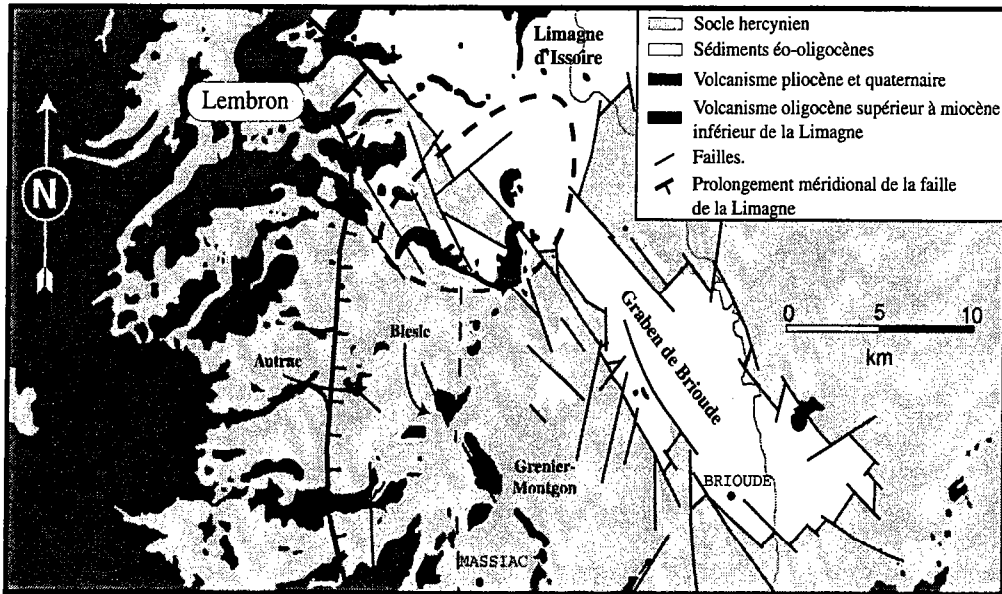 Limagne
d'Issoire
Lembron
N
Blesle
Autrac
Grenier-
Montgon
MASSIAC
Graben de Brioude
BRIOUDE
0 5 10
km
Socle hercynien
Sédiments éo-oligocènes
Volcanisme pliocène et quaternaire
Volcanisme oligocène supérieur à miocène
inférieur de la Limagne
Failles.
Prolongement méridional de la faille
de la Limagne